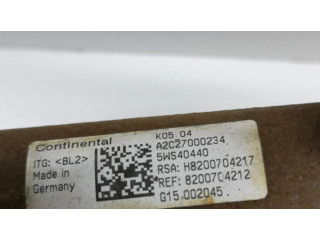 Continental
ITG: <BL2>
Made in
Germany
K05 04
A2C27000234
5WS40440
RSA: H8200704217
REF: 8200704212
G15.002045.